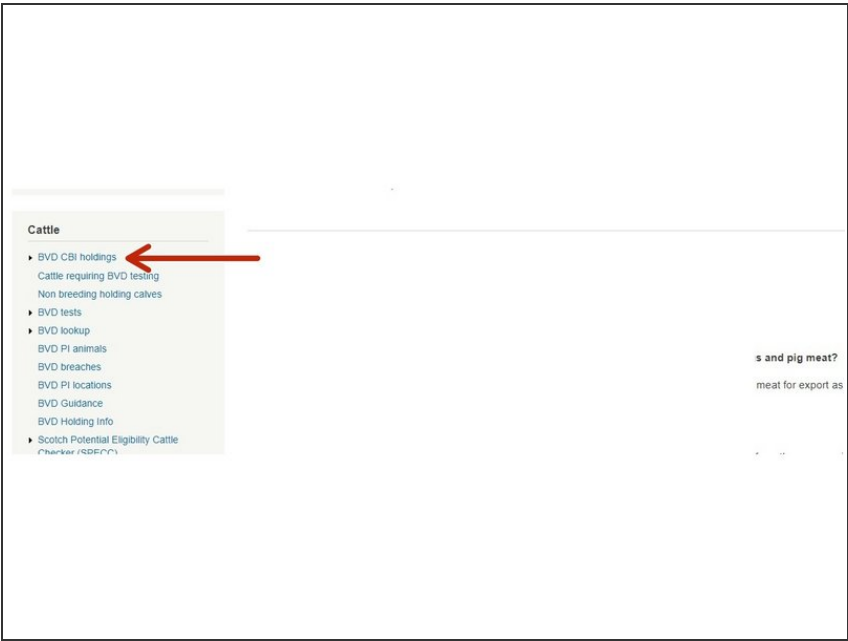 Cattle
BVD CBI holdings
Cattle requiring BVD testing
Non breeding holding calves
BVD tests
BVD lookup
BVD PI animals
BVD breaches
BVD PI locations
BVD Guidance
BVD Holding Info
Scotch Potential Eligibility Cattle
Checker (SPECC)
s and pig meat?
meat for export as